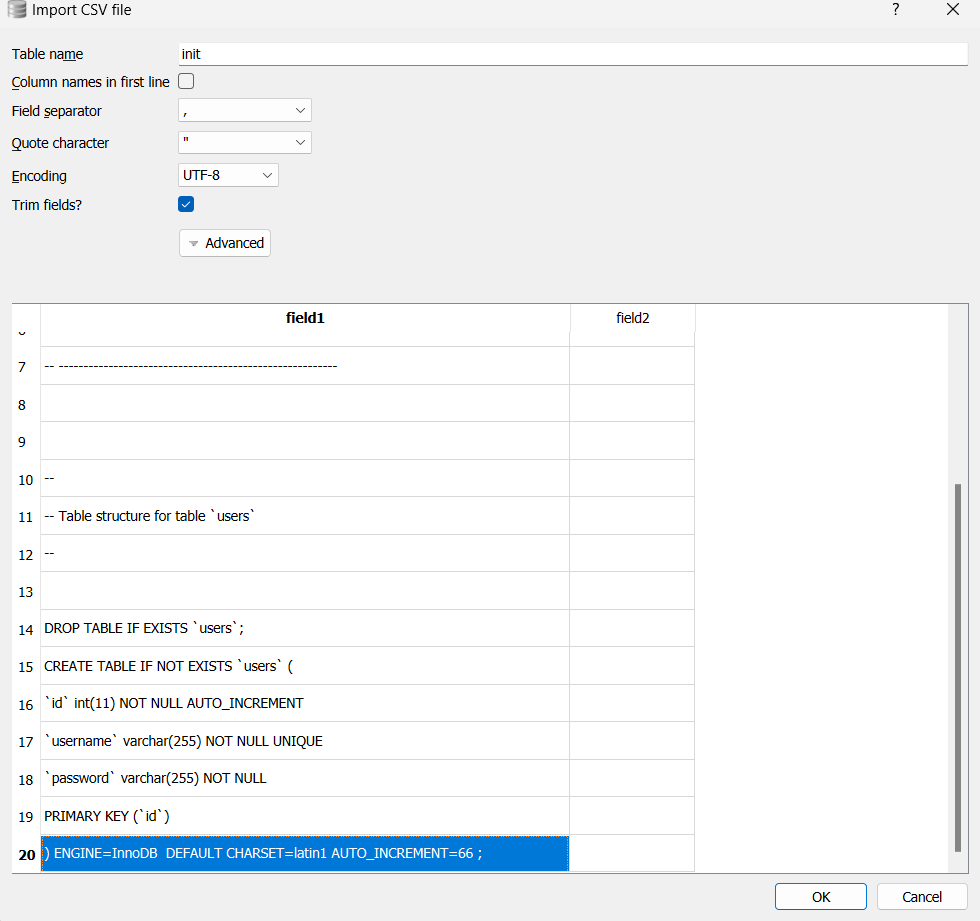 Import CSV file
?
Table name
init
Column names in first line
Field separator
,
Quote character
"
Encoding
UTF-8
Trim fields?
Advanced
field1
field2
7
-- --------------------------------------------------------
8
9
10
--
11
-- Table structure for table `users`
12
--
13
14
DROP TABLE IF EXISTS `users`;
15
CREATE TABLE IF NOT EXISTS `users` (
16
`id` int(11) NOT NULL AUTO_INCREMENT
17
`username` varchar(255) NOT NULL UNIQUE
18
`password` varchar(255) NOT NULL
19
PRIMARY KEY (`id`)
20
) ENGINE=InnoDB  DEFAULT CHARSET=latin1 AUTO_INCREMENT=66 ;
OK
Cancel